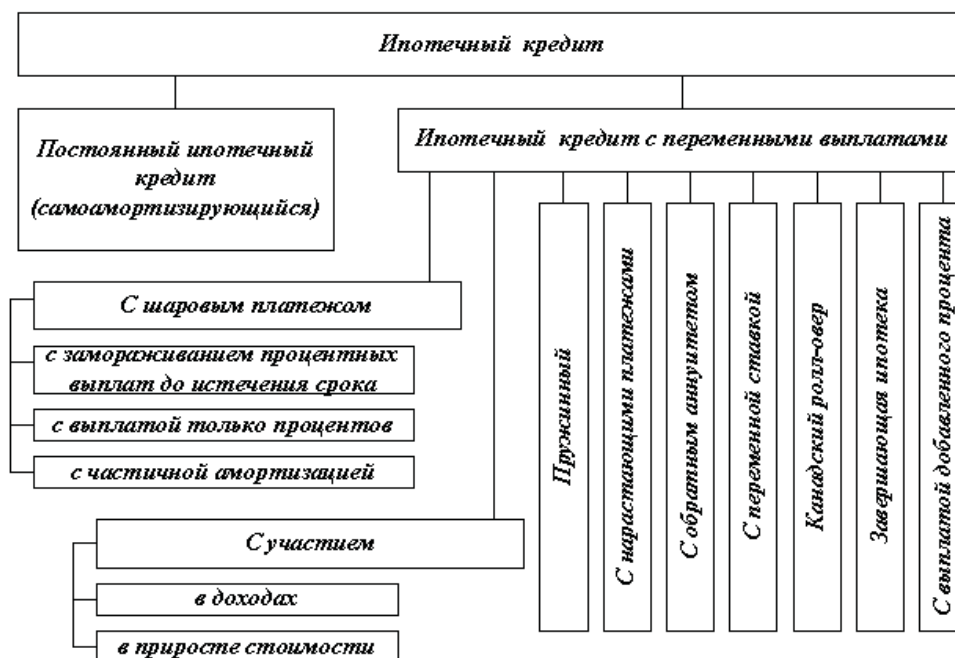 Ипотечный кредит
Постоянный ипотечный
кредит
(самоамортизирующийся)
Ипотечный кредит с переменными выплатами
С шаровым платежом
с замораживанием процентных
выплат до истечения срока
с выплатой только процентов
с частичной амортизацией
С участием
в доходах
в приросте стоимости
Пружинный
С нарастающими платежами
С обратным аннуитетом
С переменной ставкой
Канадский ролл-овер
Завершающая ипотека
С выплатой добавленного процента